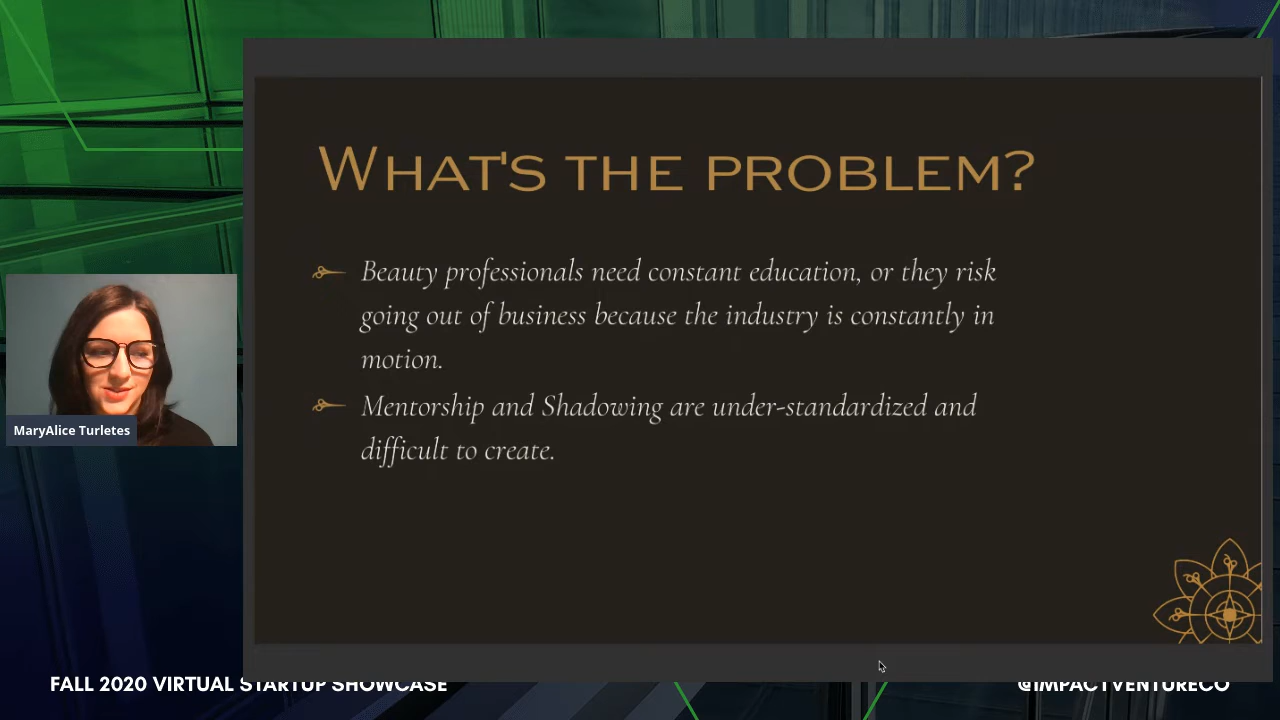 WHAT'S THE PROBLEM?
Beauty professionals need constant education, or they risk
going out of business because the industry is constantly in
motion.
Mentorship and Shadowing are under-standardized and
difficult to create.
MaryAlice Turletes
FALL 2020 VIRTUAL STARTUP SHOWCASE
@IMPACTVENTURECO